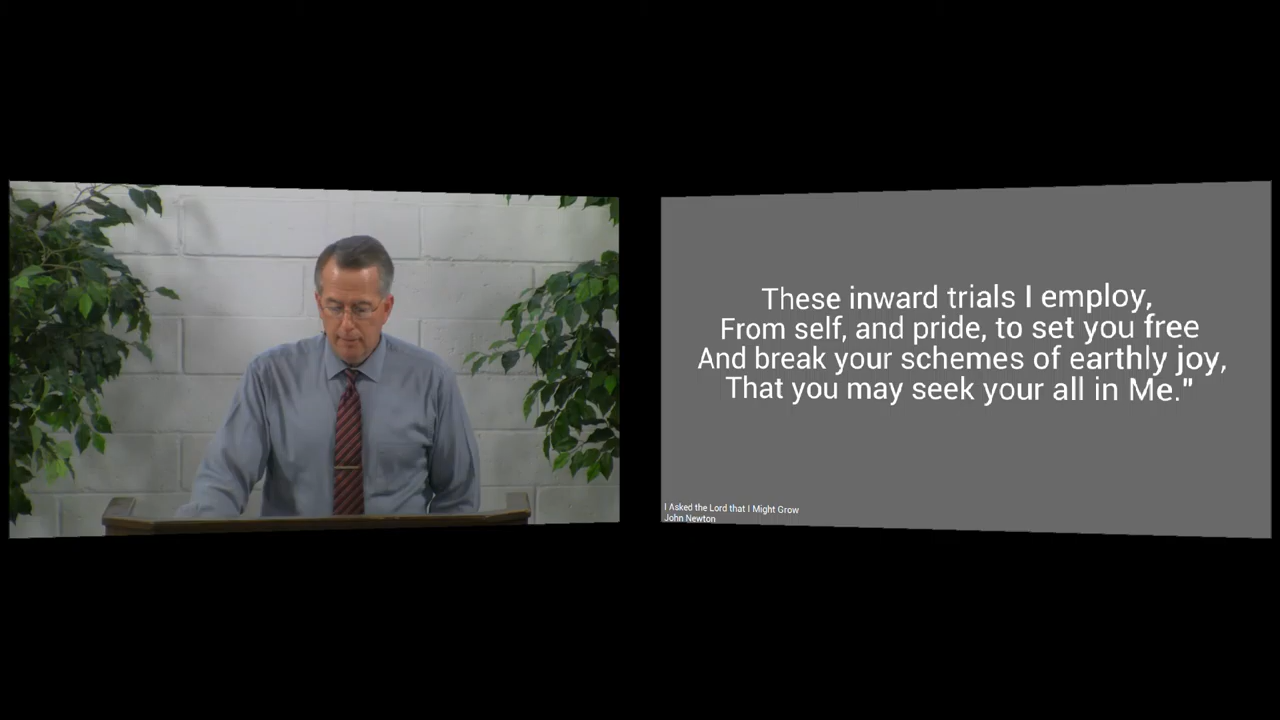 These inward trials I employ,
From self, and pride, to set you free
And break your schemes of earthly joy,
That you may seek your all in Me."
I Asked the Lord that I Might Grow
John Newton